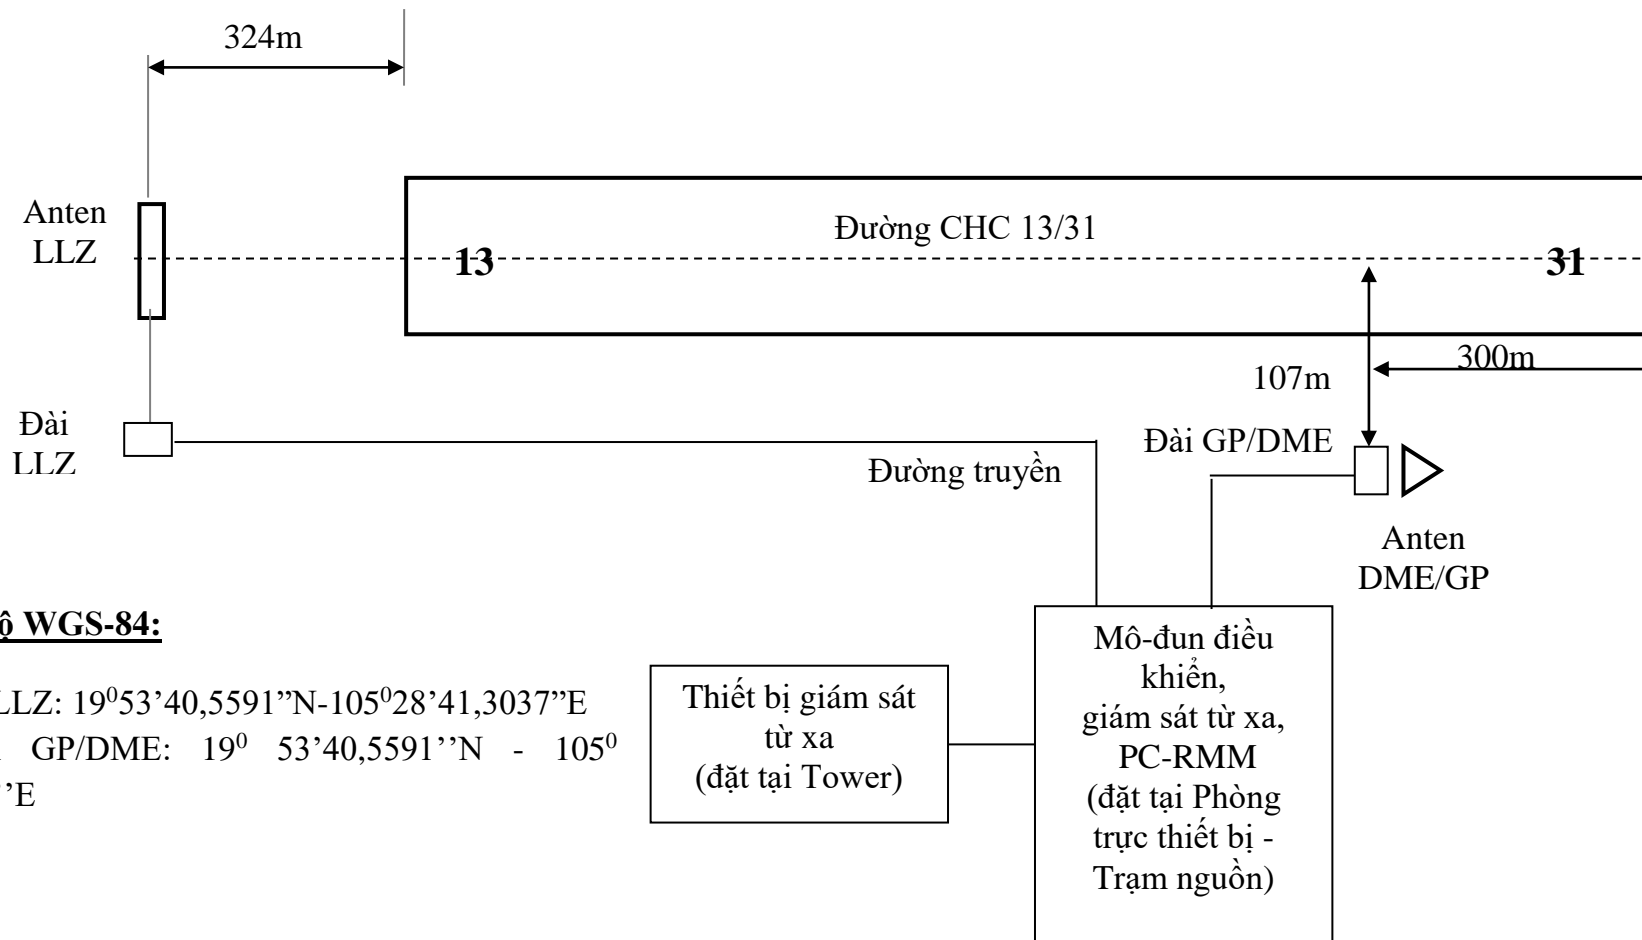 324m
Anten
LLZ
Đường CHC 13/31
13
31
300m
107m
Đài
LLZ
Đài GP/DME
Đường truyền
Anten
DME/GP
ộ WGS-84:
LLZ: 19⁰53’40,5591”N-105⁰28’41,3037”E
GP/DME: 19⁰ 53’40,5591’’N - 105⁰
’’E
Thiết bị giám sát
từ xa
(đặt tại Tower)
Mô-đun điều
khiển,
giám sát từ xa,
PC-RMM
(đặt tại Phòng
trực thiết bị -
Trạm nguồn)